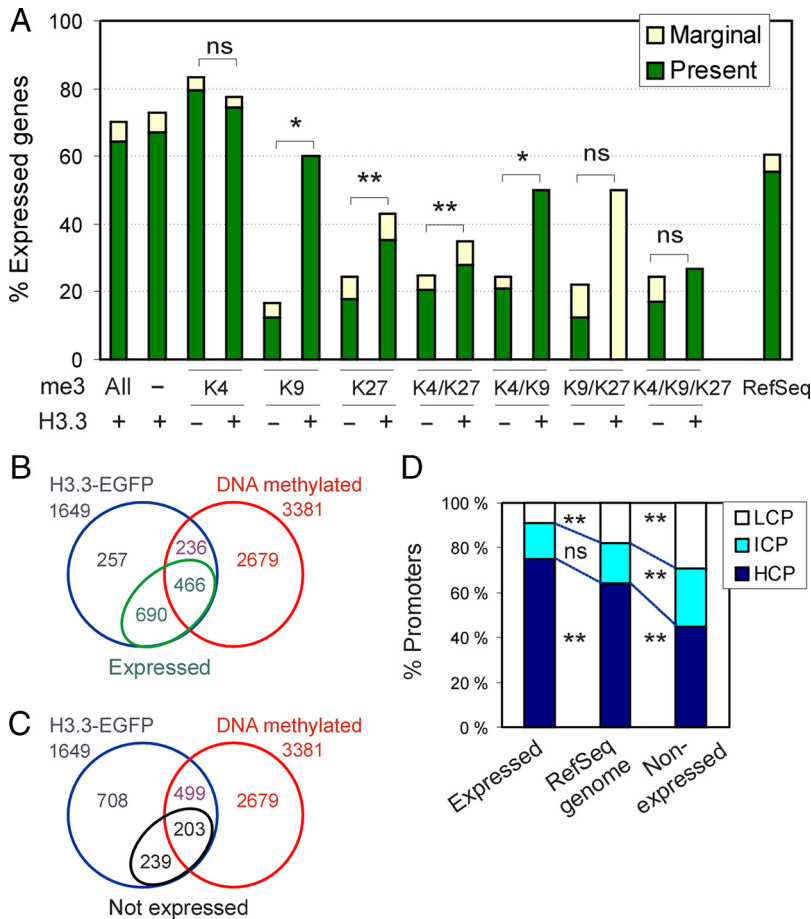 A
% Expressed genes
100
80
60
40
20
0
Marginal
Present
ns
*
**
**
*
ns
ns
me3 All – K4 K9 K27 K4/K27 K4/K9 K9/K27 K4/K9/K27 RefSeq
H3.3 + + – + – + – + – + – + – + – +
B
H3.3-EGFP
1649
DNA methylated
3381
257
236
2679
466
690
Expressed
C
H3.3-EGFP
1649
DNA methylated
3381
708
499
2679
203
239
Not expressed
D
% Promoters
100 %
80 %
60 %
40 %
20 %
0 %
** **
ns **
** **
LCP
ICP
HCP
Expressed
RefSeq
genome
Non-
expressed